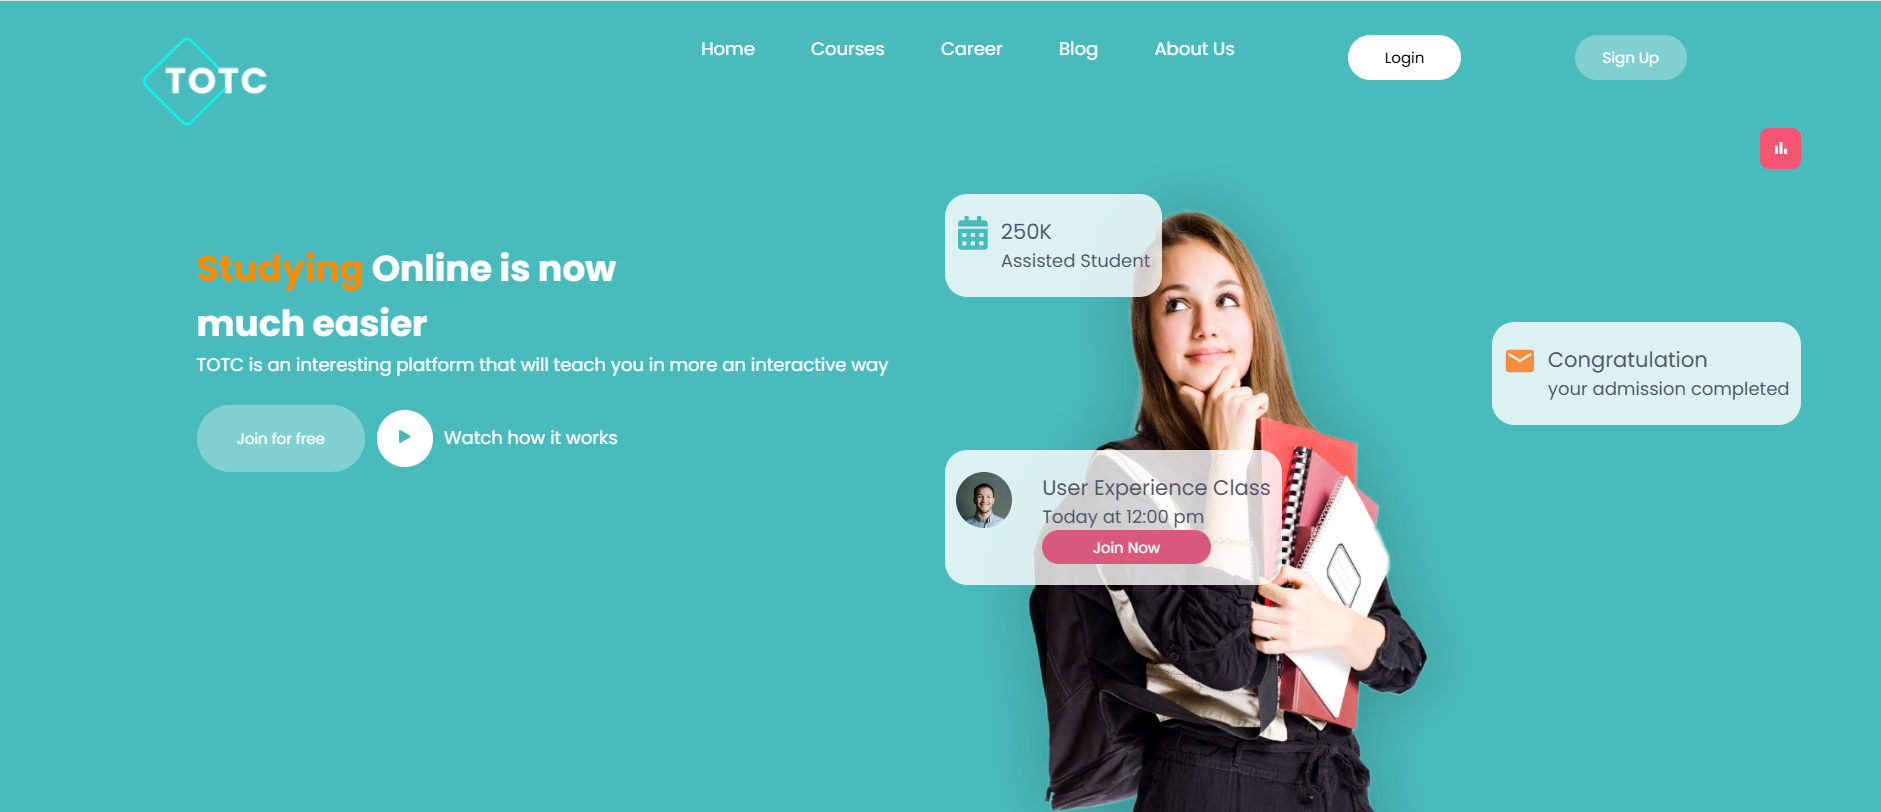 TOTC
Home
Courses
Career
Blog
About Us
Login
Sign Up
Studying Online is now
much easier
TOTC is an interesting platform that will teach you in more an interactive way
Join for free
Watch how it works
250K
Assisted Student
Congratulation
your admission completed
User Experience Class
Today at 12:00 pm
Join Now